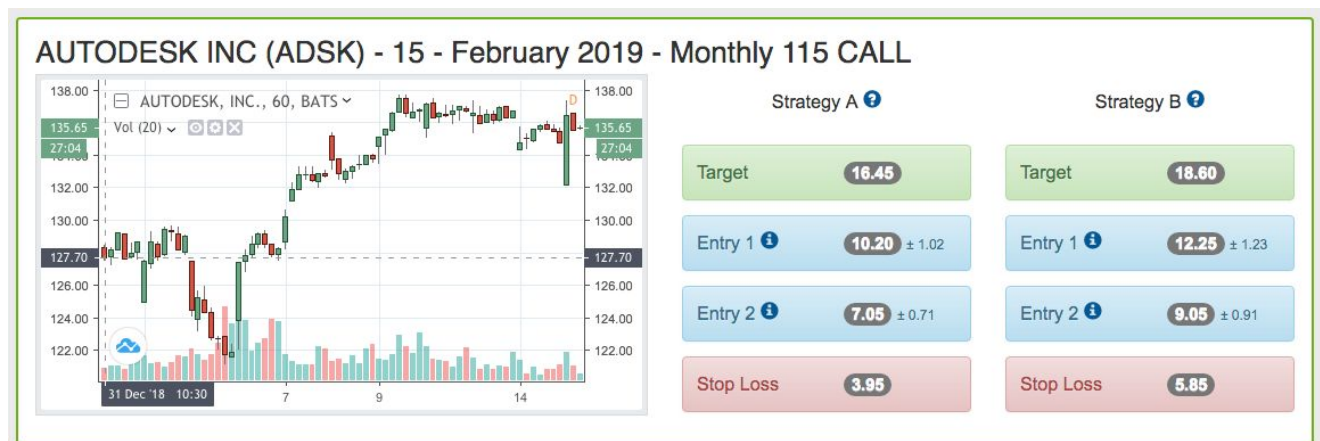 AUTODESK INC (ADSK) - 15 - February 2019 - Monthly 115 CALL
AUTODESK, INC., 60, BATS
Vol (20)
138.00
135.65
27:04
132.00
130.00
127.70
126.00
124.00
122.00
138.00
D
135.65
27:04
132.00
130.00
127.70
126.00
124.00
122.00
31 Dec '18 10:30
7
9
14
Strategy A
Target 16.45
Entry 1 10.20 ± 1.02
Entry 2 7.05 ± 0.71
Stop Loss 3.95
Strategy B
Target 18.60
Entry 1 12.25 ± 1.23
Entry 2 9.05 ± 0.91
Stop Loss 5.85